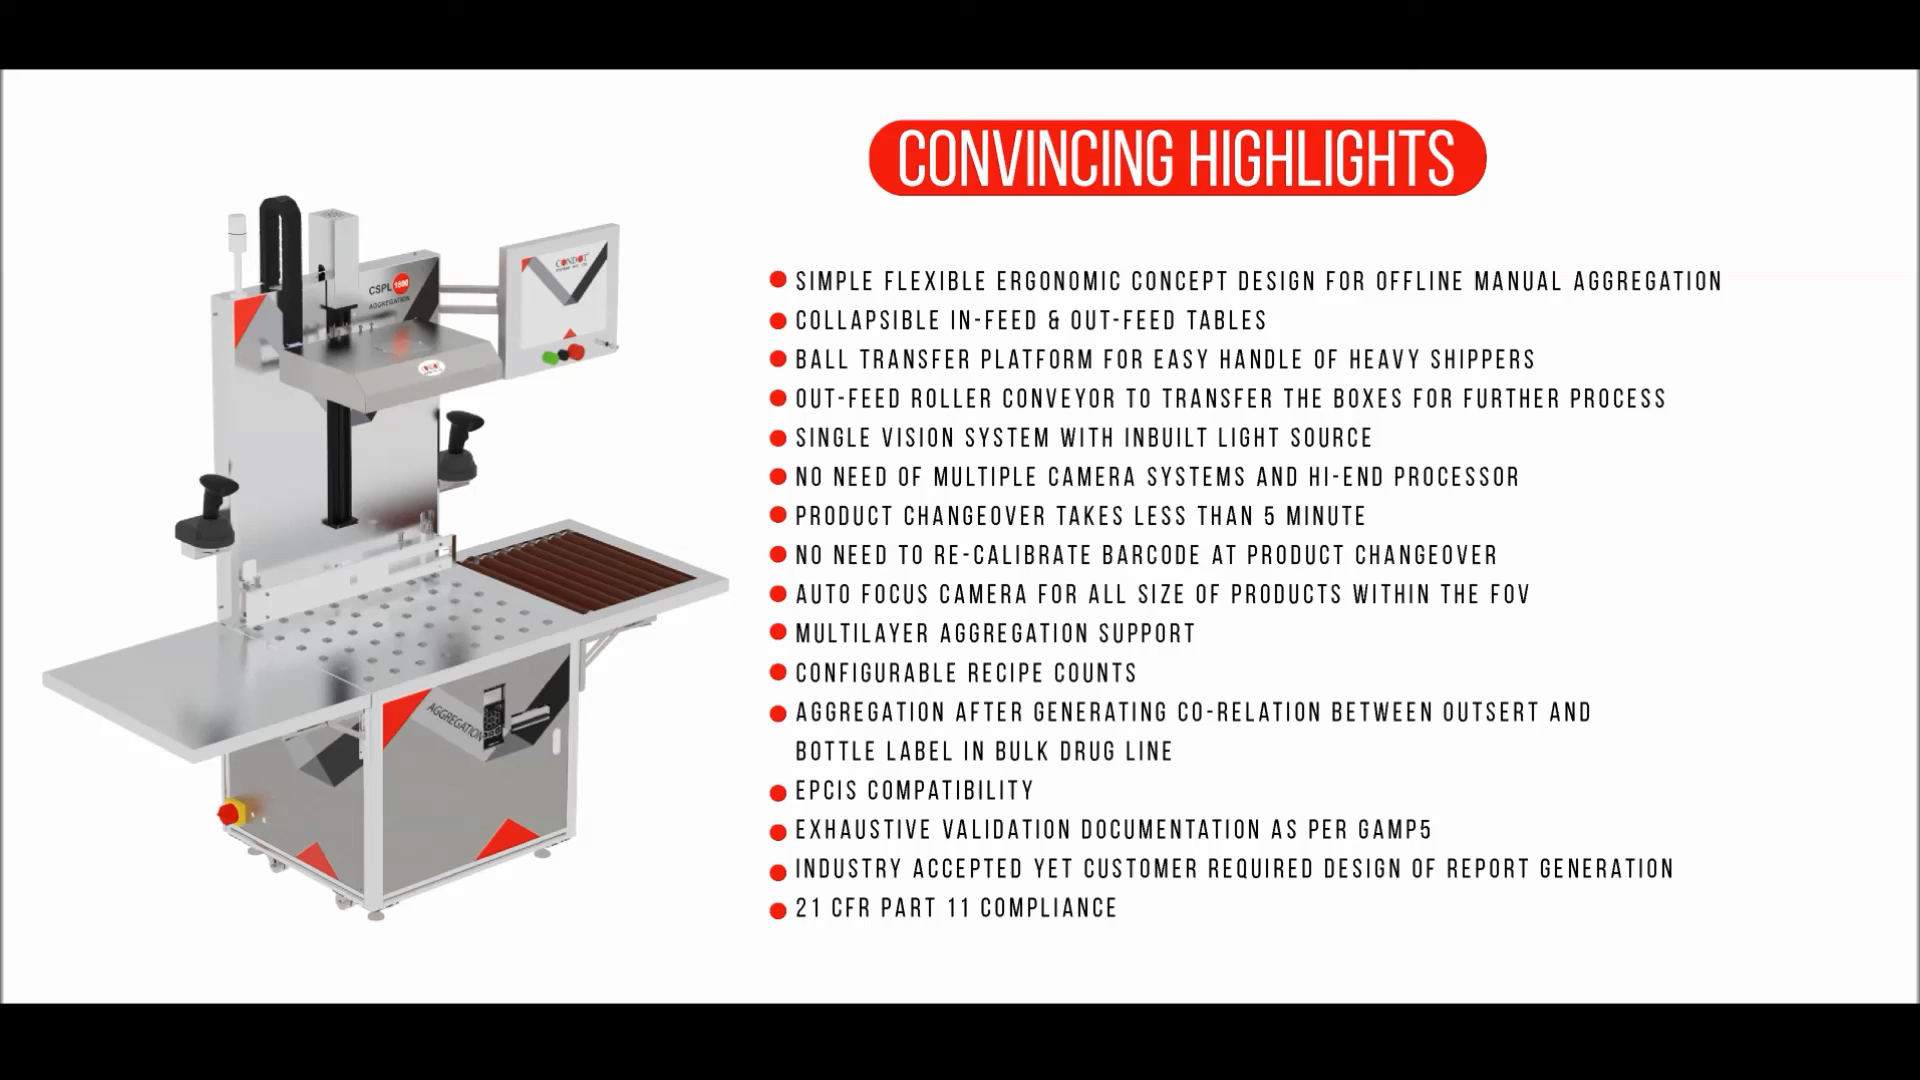 CONVINCING HIGHLIGHTS
CSPL 1800
AGGREGATION
CONDOT
SIMPLE FLEXIBLE ERGONOMIC CONCEPT DESIGN FOR OFFLINE MANUAL AGGREGATION
COLLAPSIBLE IN-FEED & OUT-FEED TABLES
BALL TRANSFER PLATFORM FOR EASY HANDLE OF HEAVY SHIPPERS
OUT-FEED ROLLER CONVEYOR TO TRANSFER THE BOXES FOR FURTHER PROCESS
SINGLE VISION SYSTEM WITH INBUILT LIGHT SOURCE
NO NEED OF MULTIPLE CAMERA SYSTEMS AND HI-END PROCESSOR
PRODUCT CHANGEOVER TAKES LESS THAN 5 MINUTE
NO NEED TO RE-CALIBRATE BARCODE AT PRODUCT CHANGEOVER
AUTO FOCUS CAMERA FOR ALL SIZE OF PRODUCTS WITHIN THE FOV
MULTILAYER AGGREGATION SUPPORT
CONFIGURABLE RECIPE COUNTS
AGGREGATION AFTER GENERATING CO-RELATION BETWEEN OUTSERT AND
BOTTLE LABEL IN BULK DRUG LINE
EPCIS COMPATIBILITY
EXHAUSTIVE VALIDATION DOCUMENTATION AS PER GAMP5
INDUSTRY ACCEPTED YET CUSTOMER REQUIRED DESIGN OF REPORT GENERATION
21 CFR PART 11 COMPLIANCE
AGGREGATION